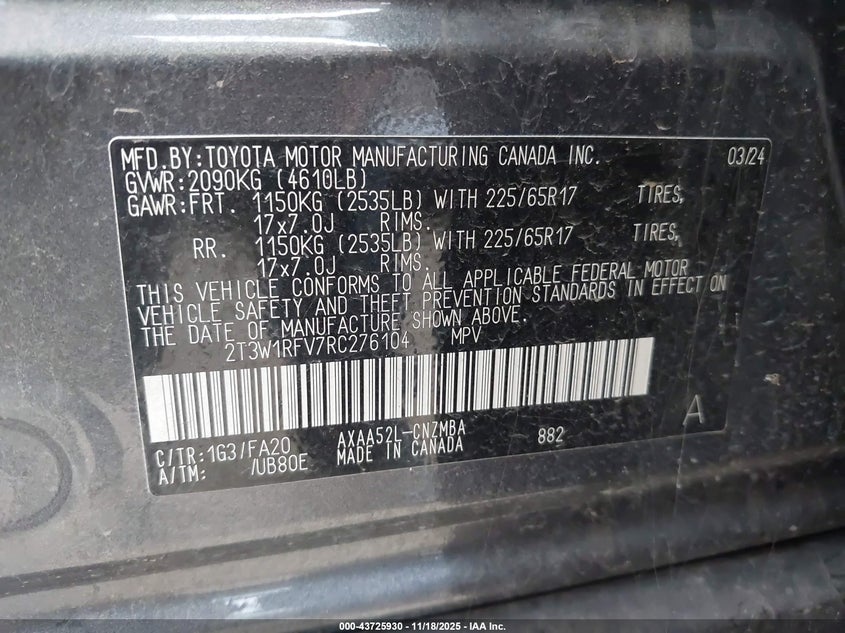 MFD.BY:TOYOTA MOTOR MANUFACTURING CANADA INC. 03/24
GVWR:2090KG (4610LB)
GAWR:FRT. 1150KG (2535LB) WITH 225/65R17 TIRES,
17x7.0J RIMS.
RR. 1150KG (2535LB) WITH 225/65R17 TIRES,
17x7.0J RIMS.
THIS VEHICLE CONFORMS TO ALL APPLICABLE FEDERAL MOTOR
VEHICLE SAFETY AND THEFT PREVENTION STANDARDS IN EFFECT ON
THE DATE OF MANUFACTURE SHOWN ABOVE.
2T3W1RFV7RC276104 MPV
A
C/TR:1G3/FA20 AXAA52L-CNZMBA 882
A/TM: /UB80E MADE IN CANADA
000-43725930 - 11/18/2025 - IAA Inc.